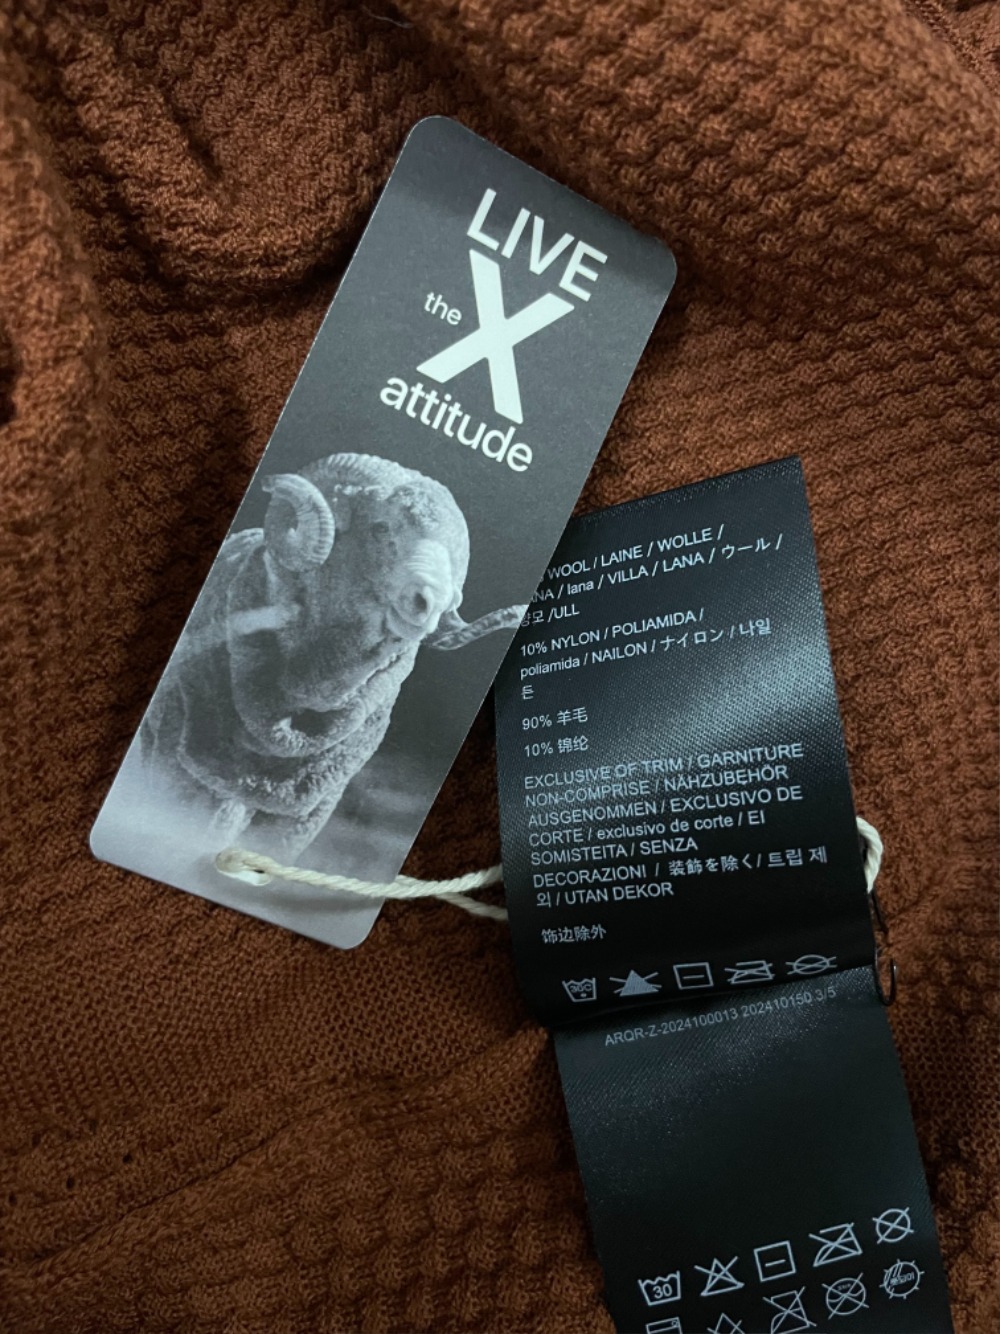 LIVE
the
X
attitude
WOOL / LAINE / WOLLE /
/ lana / VILLA / LANA / ウール /
/ULL
10% NYLON / POLIAMIDA /
poliamida / NAILON / ナイロン / 나일
든
90% 羊毛
10% 锦纶
EXCLUSIVE OF TRIM / GARNITURE
NON-COMPRISE / NÄHZUBEHÖR
AUSGENOMMEN / EXCLUSIVO DE
CORTE / exclusivo de corte / EI
SOMISTEITA / SENZA
DECORAZIONI / 装飾を除く/ 트림 제
외 / UTAN DEKOR
饰边除外
30C
ARQR-Z-2024100013 202410150 3/5
30